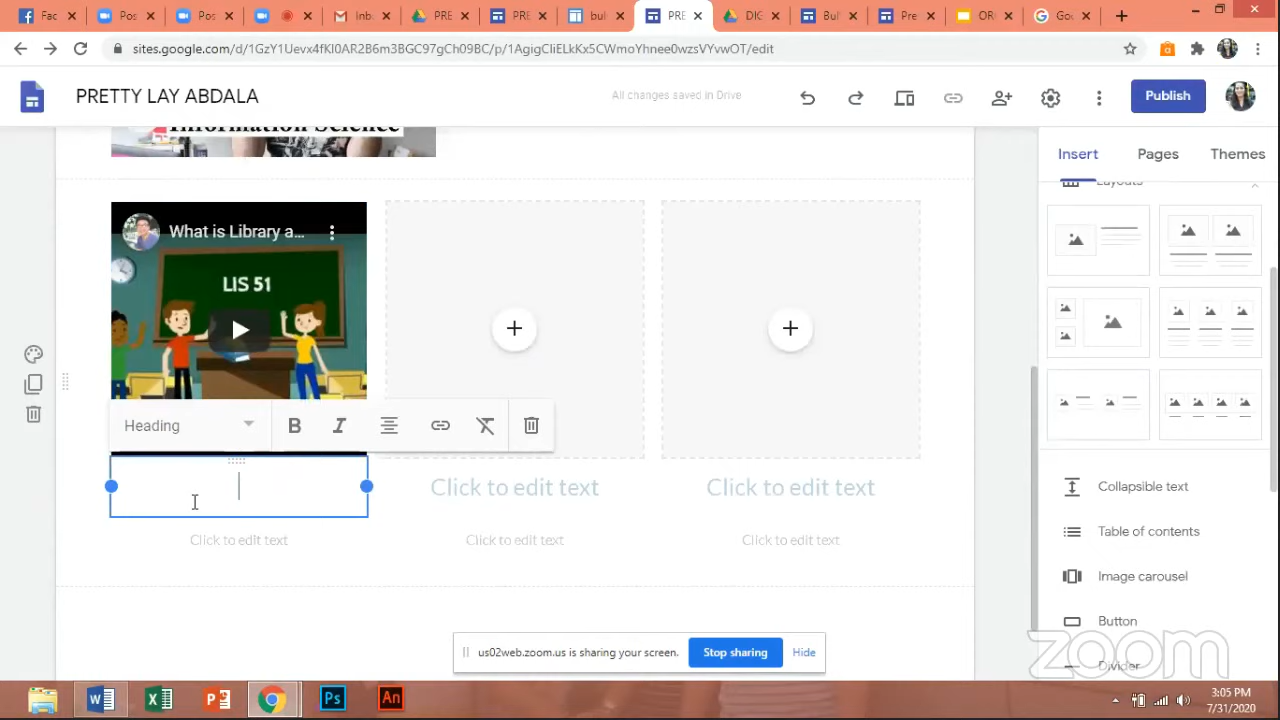 Fac
Pos
Pos
Inb
PRE
PRE
bul
PRE
DIG
Bull
Pre
OR
Goo
sites.google.com/d/1GzY1Uevx4fKl0AR2B6m3BGC97gCh09BC/p/1AgigCIiELkKx5CWmoYhnee0wzsVYvwOT/edit
PRETTY LAY ABDALA
All changes saved in Drive
Publish
Information Science
Insert
Pages
Themes
Layouts
What is Library a...
LIS 51
Heading
Click to edit text
Click to edit text
Click to edit text
Click to edit text
Click to edit text
Collapsible text
Table of contents
Image carousel
Button
Divider
us02web.zoom.us is sharing your screen.
Stop sharing
Hide
zoom
3:05 PM
7/31/2020